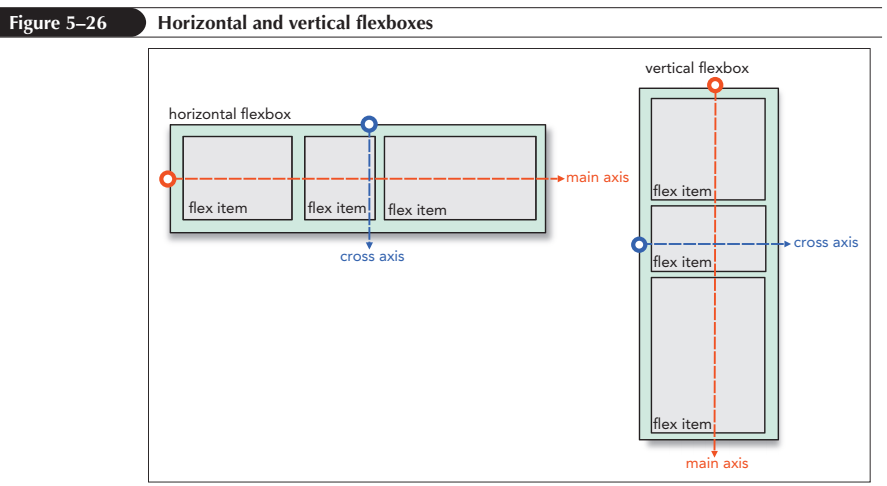 Figure 5–26 Horizontal and vertical flexboxes
horizontal flexbox
flex item
flex item
flex item
main axis
cross axis
vertical flexbox
flex item
cross axis
flex item
flex item
main axis